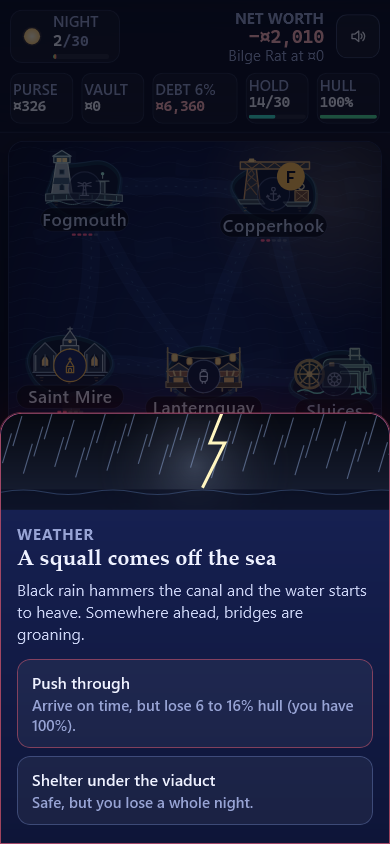 NIGHT
2/30
NET WORTH
−¤2,010
Bilge Rat at ¤0
PURSE
¤326
VAULT
¤0
DEBT 6%
¤6,360
HOLD
14/30
HULL
100%
F
Fogmouth
Copperhook
Saint Mire
Lanternquay
Sluices
WEATHER
A squall comes off the sea
Black rain hammers the canal and the water starts
to heave. Somewhere ahead, bridges are
groaning.
Push through
Arrive on time, but lose 6 to 16% hull (you have
100%).
Shelter under the viaduct
Safe, but you lose a whole night.